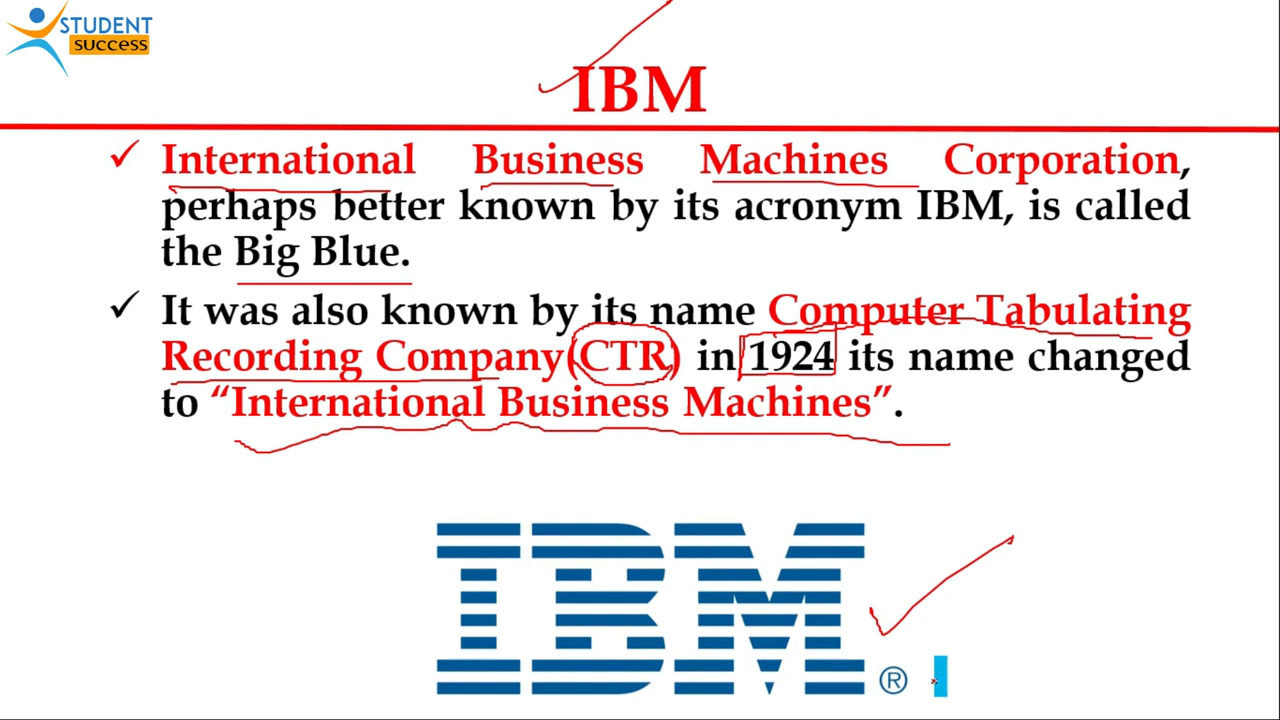 STUDENT
success
IBM
International Business Machines Corporation,
perhaps better known by its acronym IBM, is called
the Big Blue.
It was also known by its name Computer Tabulating
Recording Company(CTR) in 1924 its name changed
to “International Business Machines”.
IBM®